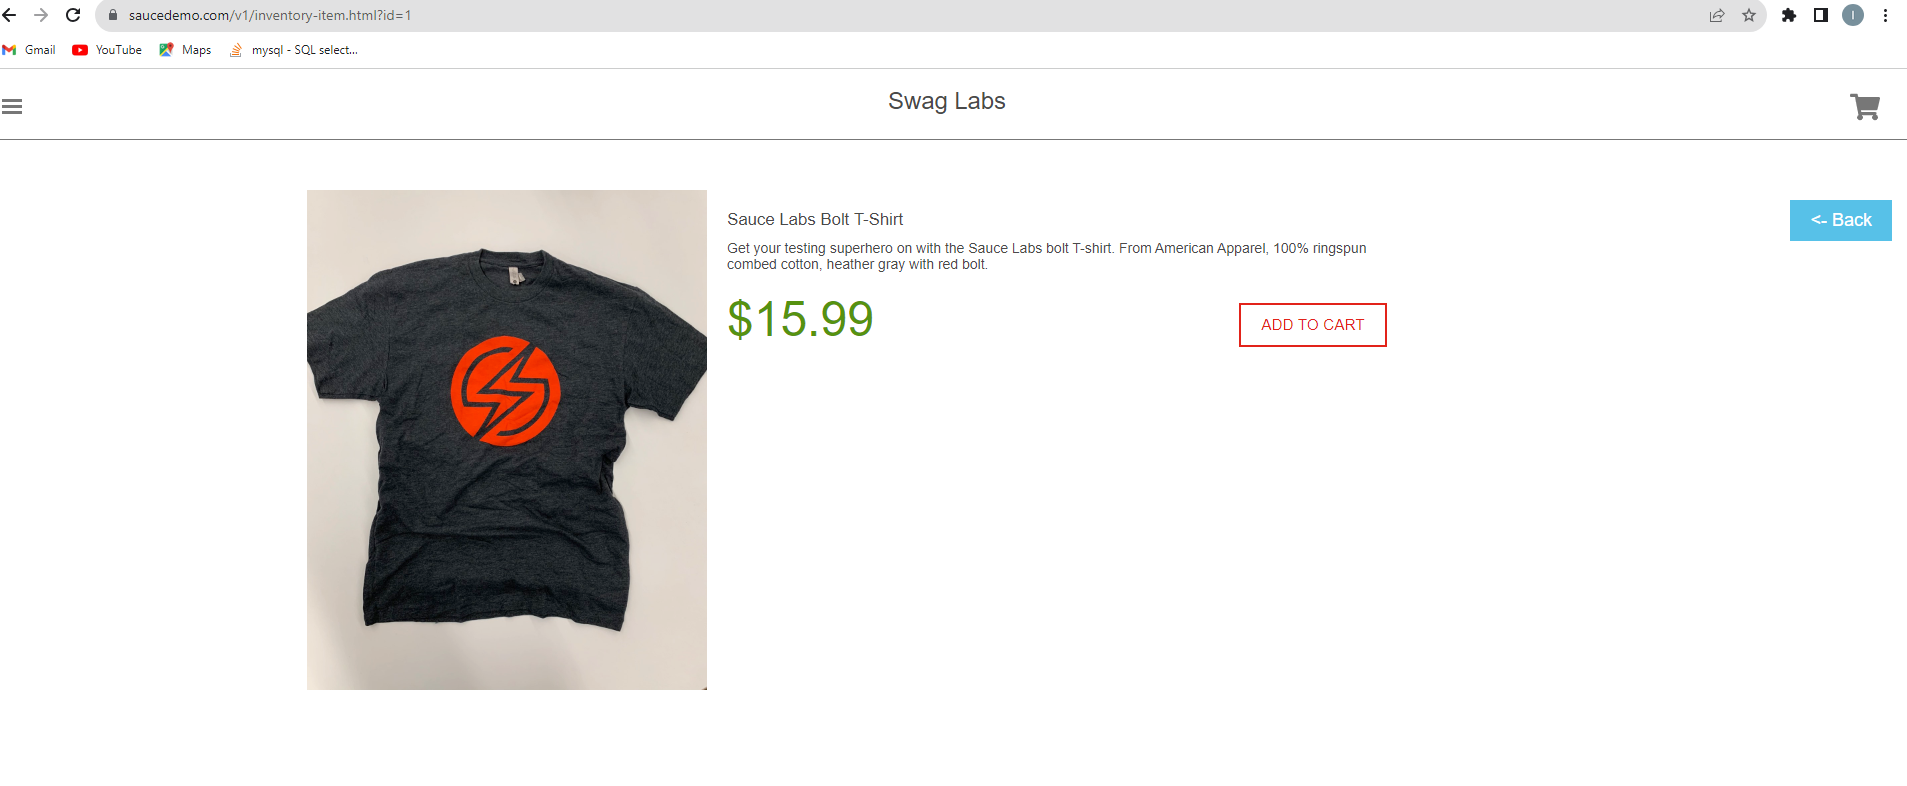 saucedemo.com/v1/inventory-item.html?id=1
I
Gmail YouTube Maps mysql - SQL select...
Swag Labs
Sauce Labs Bolt T-Shirt
<- Back
Get your testing superhero on with the Sauce Labs bolt T-shirt. From American Apparel, 100% ringspun
combed cotton, heather gray with red bolt.
$15.99
ADD TO CART